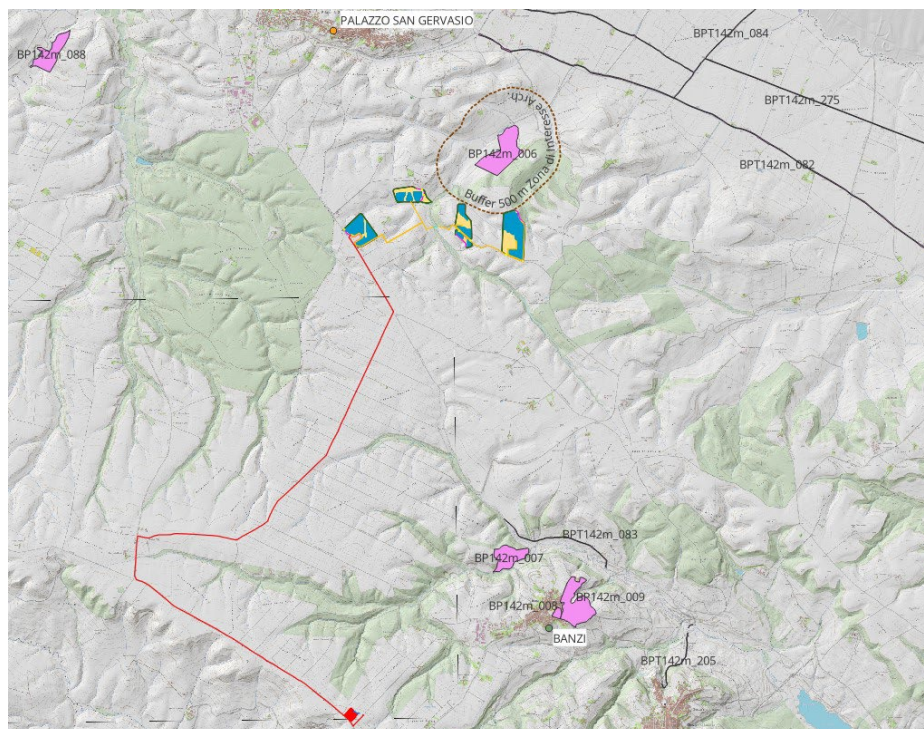 PALAZZO SAN GERVASIO
BPT142m_084
BP142m_088
BPT142m_275
Buffer 500 m Zona di Interesse Arch.
BP142m_006
BPT142m_082
BPT142m_083
BP142m_007
BP142m_008
BP142m_009
BANZI
BPT142m_205